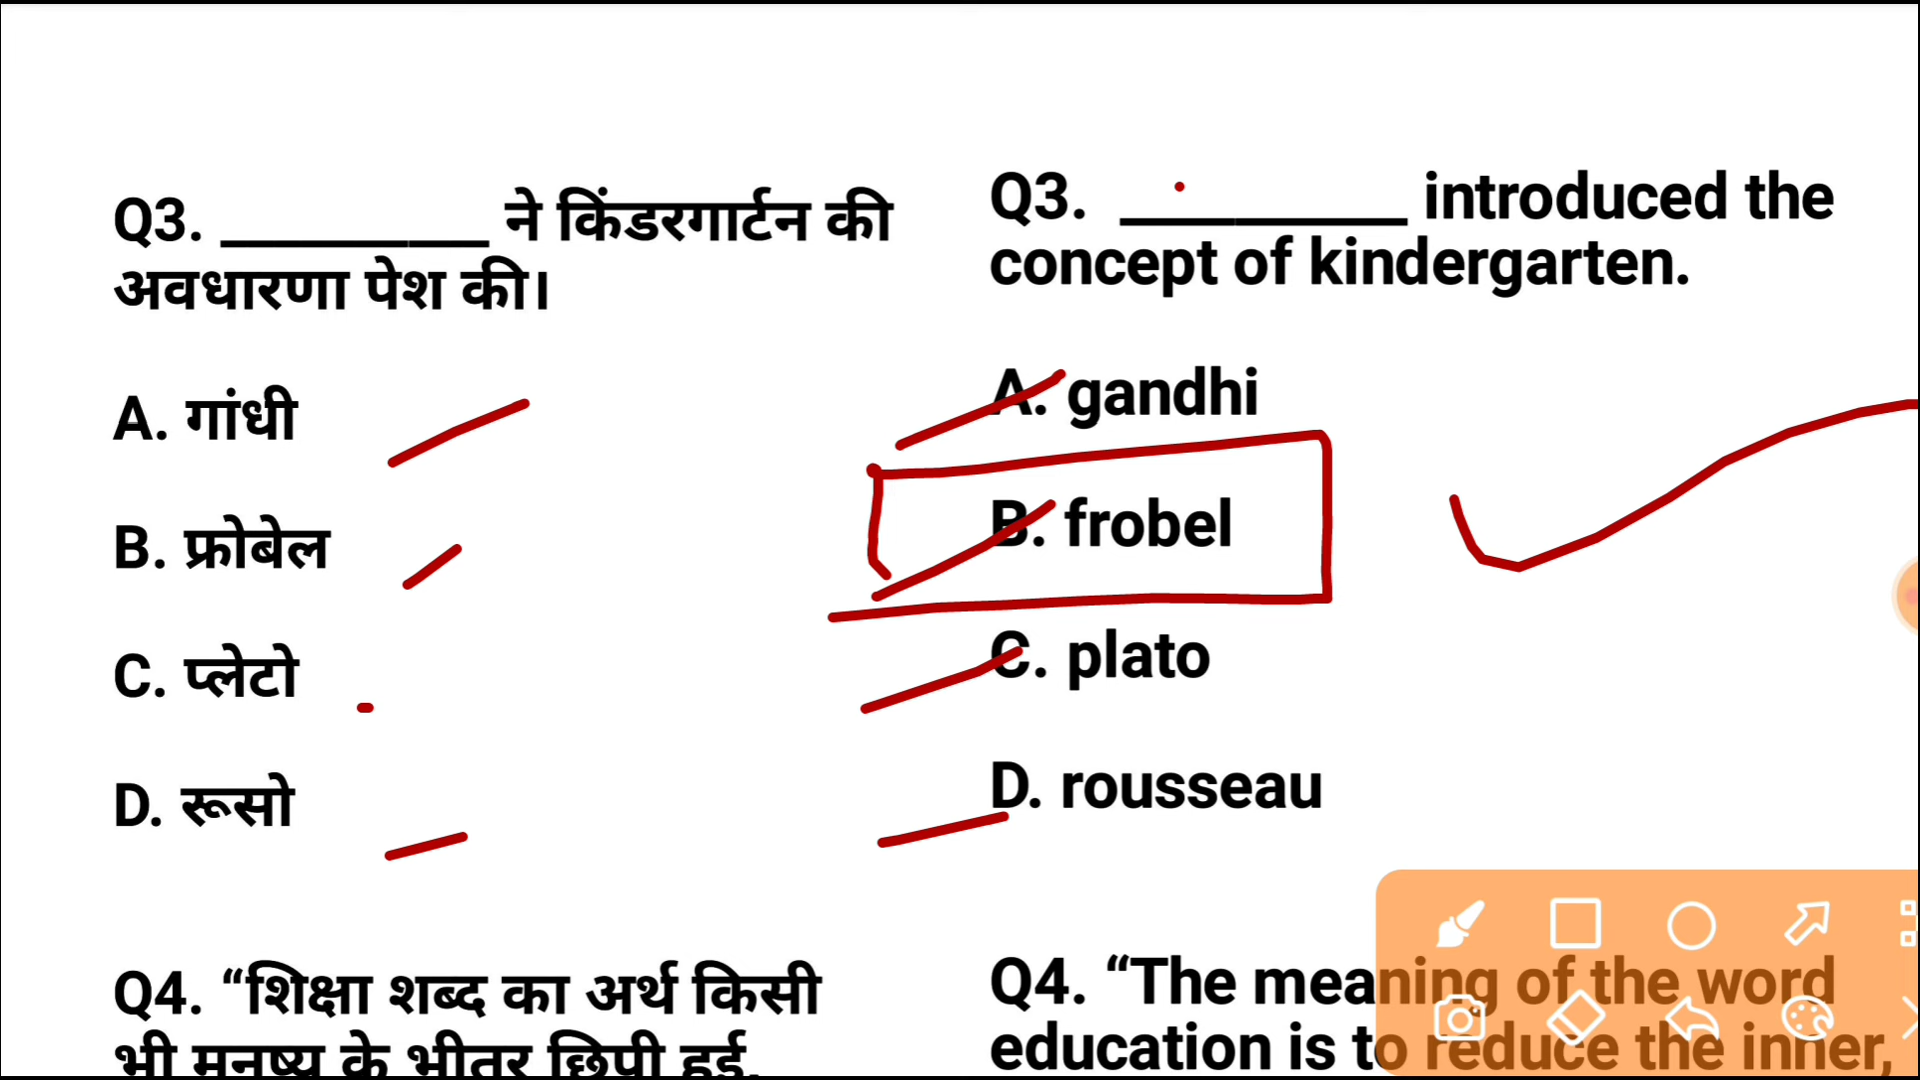 Q3. __________ ने किंडरगार्टन की
अवधारणा पेश की।
A. गांधी
B. फ्रोबेल
C. प्लेटो
D. रूसो
Q4. “शिक्षा शब्द का अर्थ किसी
भी मनुष्य के भीतर छिपी हुई,
Q3. __________ introduced the
concept of kindergarten.
A. gandhi
B. frobel
C. plato
D. rousseau
Q4. “The meaning of the word
education is to reduce the inner,